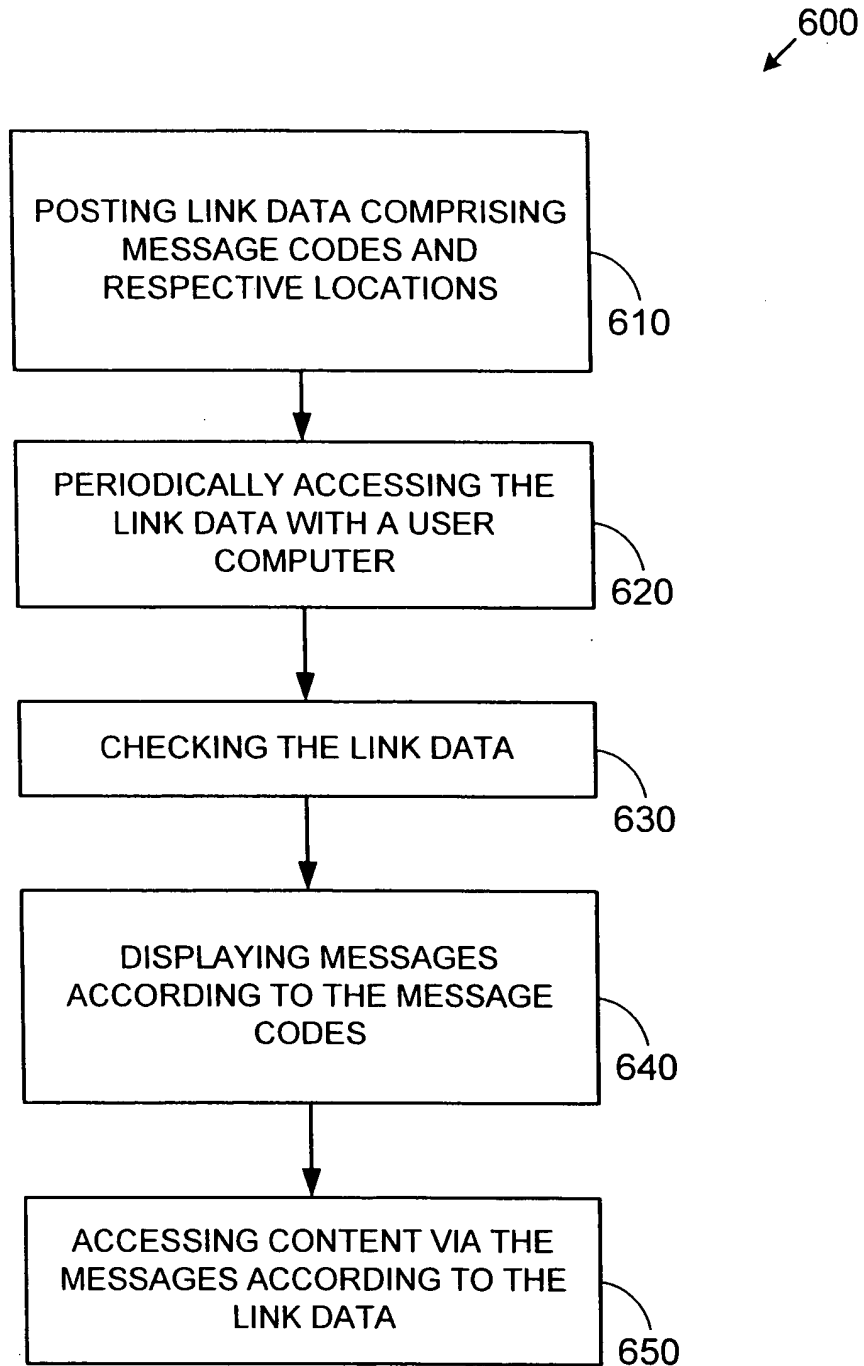 600
POSTING LINK DATA COMPRISING
MESSAGE CODES AND
RESPECTIVE LOCATIONS
610
PERIODICALLY ACCESSING THE
LINK DATA WITH A USER
COMPUTER
620
CHECKING THE LINK DATA
630
DISPLAYING MESSAGES
ACCORDING TO THE MESSAGE
CODES
640
ACCESSING CONTENT VIA THE
MESSAGES ACCORDING TO THE
LINK DATA
650